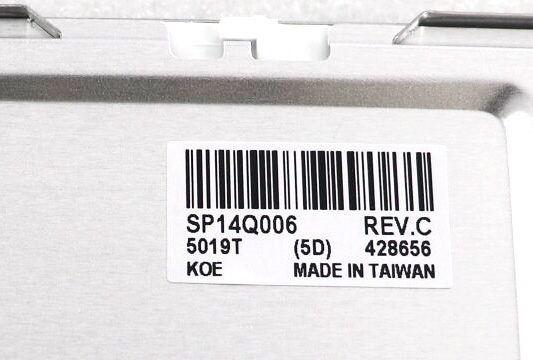 SP14Q006 REV.C
5019T (5D) 428656
KOE MADE IN TAIWAN